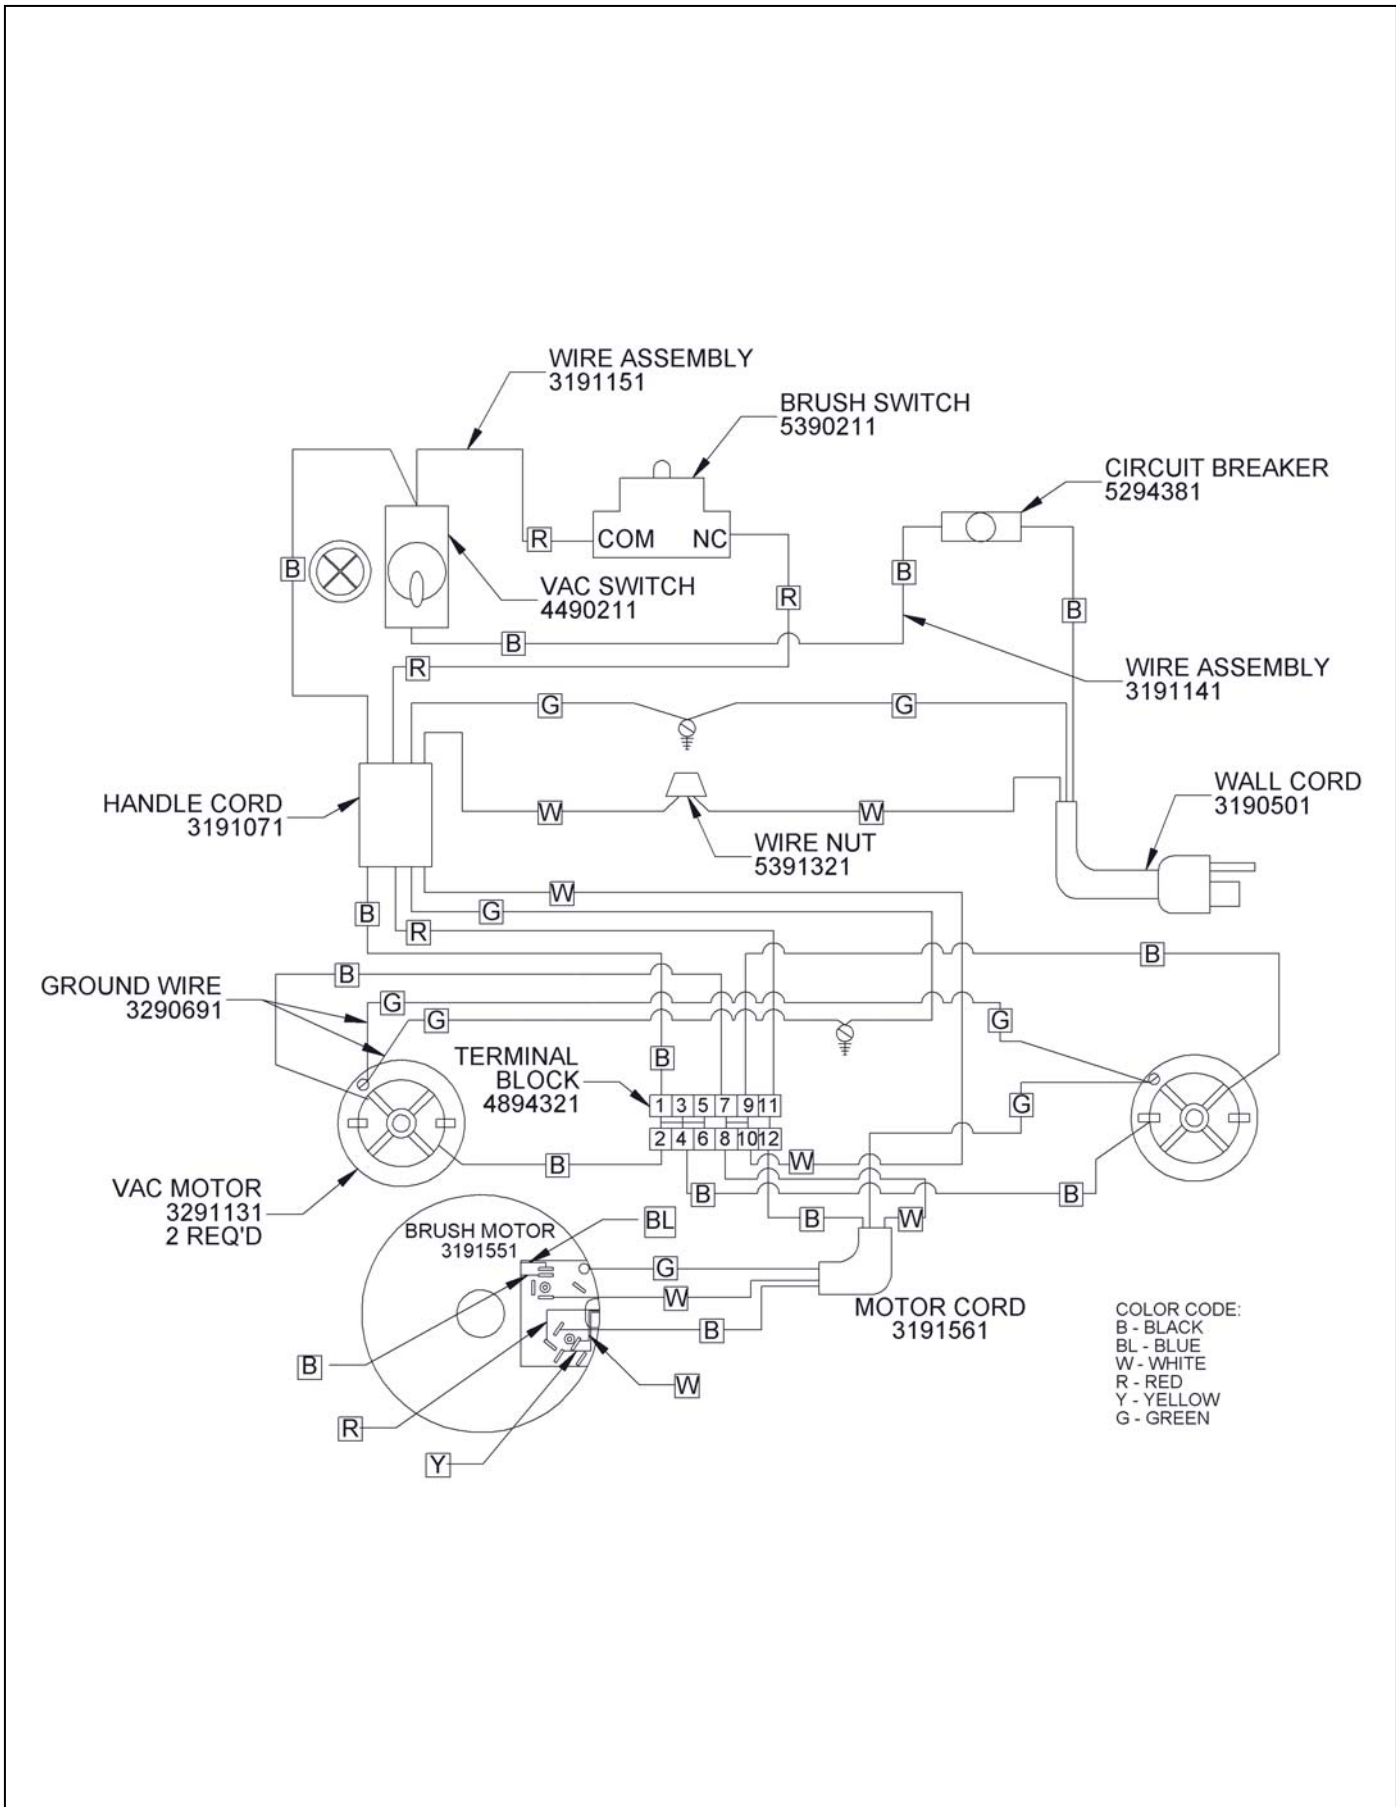 WIRE ASSEMBLY
3191151
BRUSH SWITCH
5390211
CIRCUIT BREAKER
5294381
R
COM NC
B
VAC SWITCH
4490211
R
B
B
B
R
WIRE ASSEMBLY
3191141
G
G
HANDLE CORD
3191071
W
W
WIRE NUT
5391321
WALL CORD
3190501
W
B
G
R
B
B
GROUND WIRE
3290691
G
G
G
TERMINAL
BLOCK
4894321
B
1 3 5 7 9 11
2 4 6 8 10 12
G
W
B
B
B
VAC MOTOR
3291131
2 REQ'D
BRUSH MOTOR
3191551
BL
B
W
G
W
B
MOTOR CORD
3191561
B
W
R
Y
COLOR CODE:
B - BLACK
BL - BLUE
W - WHITE
R - RED
Y - YELLOW
G - GREEN